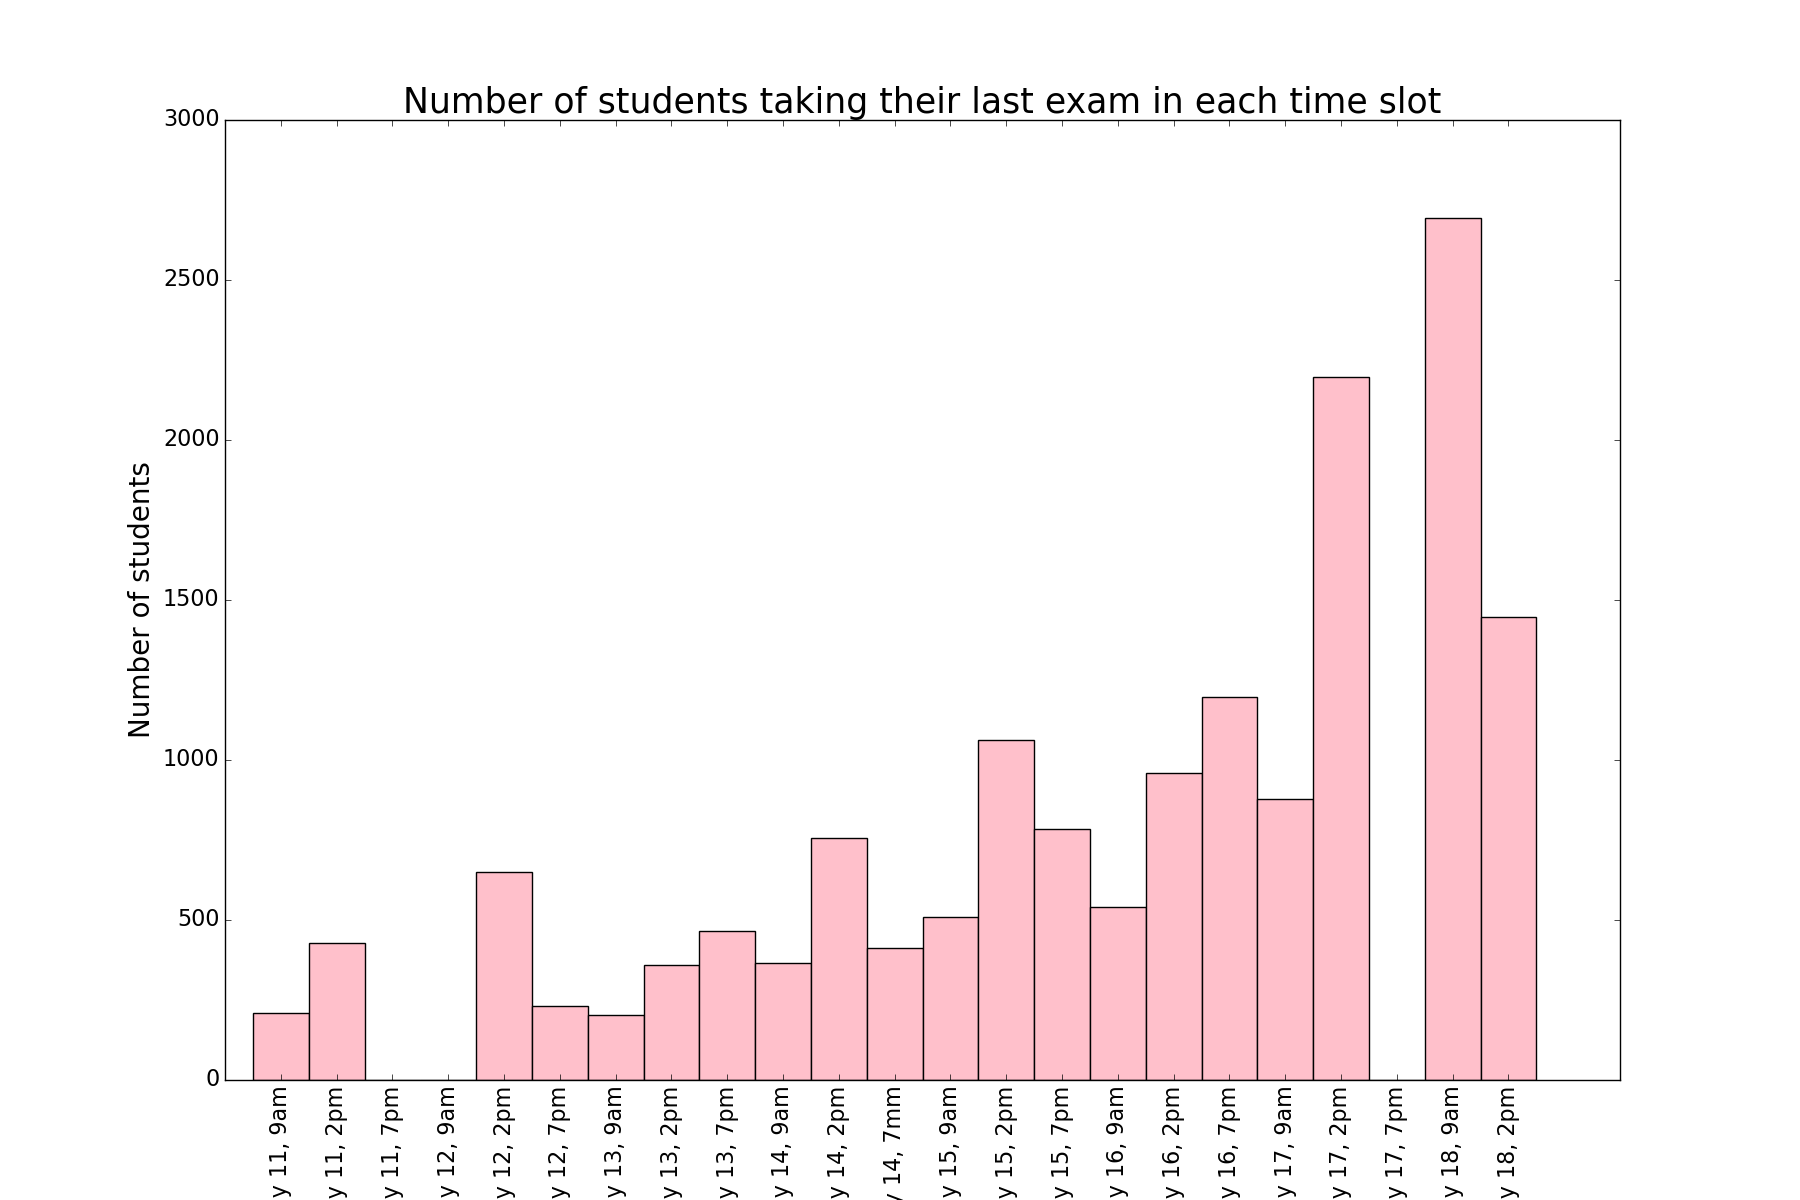 Number of students taking their last exam in each time slot
Number of students
3000
2500
2000
1500
1000
500
0
y 11, 9am
y 11, 2pm
y 11, 7pm
y 12, 9am
y 12, 2pm
y 12, 7pm
y 13, 9am
y 13, 2pm
y 13, 7pm
y 14, 9am
y 14, 2pm
y 14, 7mm
y 15, 9am
y 15, 2pm
y 15, 7pm
y 16, 9am
y 16, 2pm
y 16, 7pm
y 17, 9am
y 17, 2pm
y 17, 7pm
y 18, 9am
y 18, 2pm